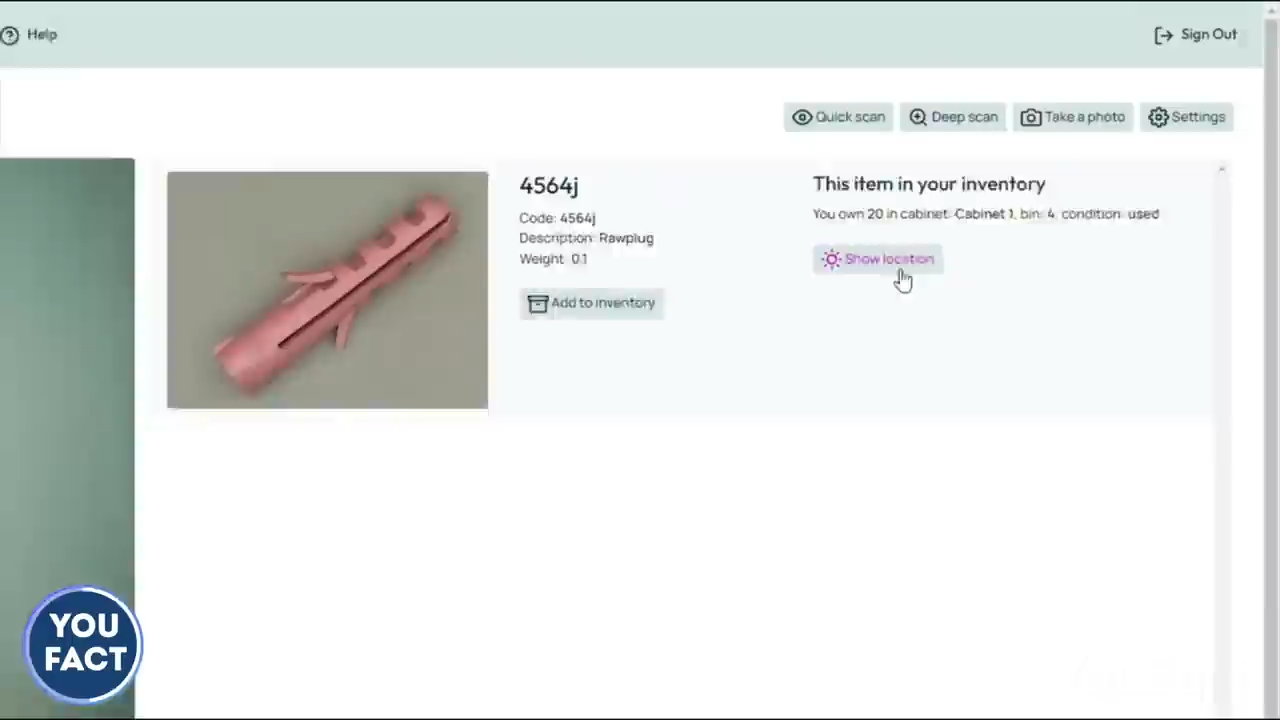 Help
Sign Out
Quick scan
Deep scan
Take a photo
Settings
4564j
Code: 4564j
Description: Rawplug
Weight 0.1
Add to inventory
This item in your inventory
You own 20 in cabinet: Cabinet 1, bin: 4, condition: used
Show location
YOU
FACT